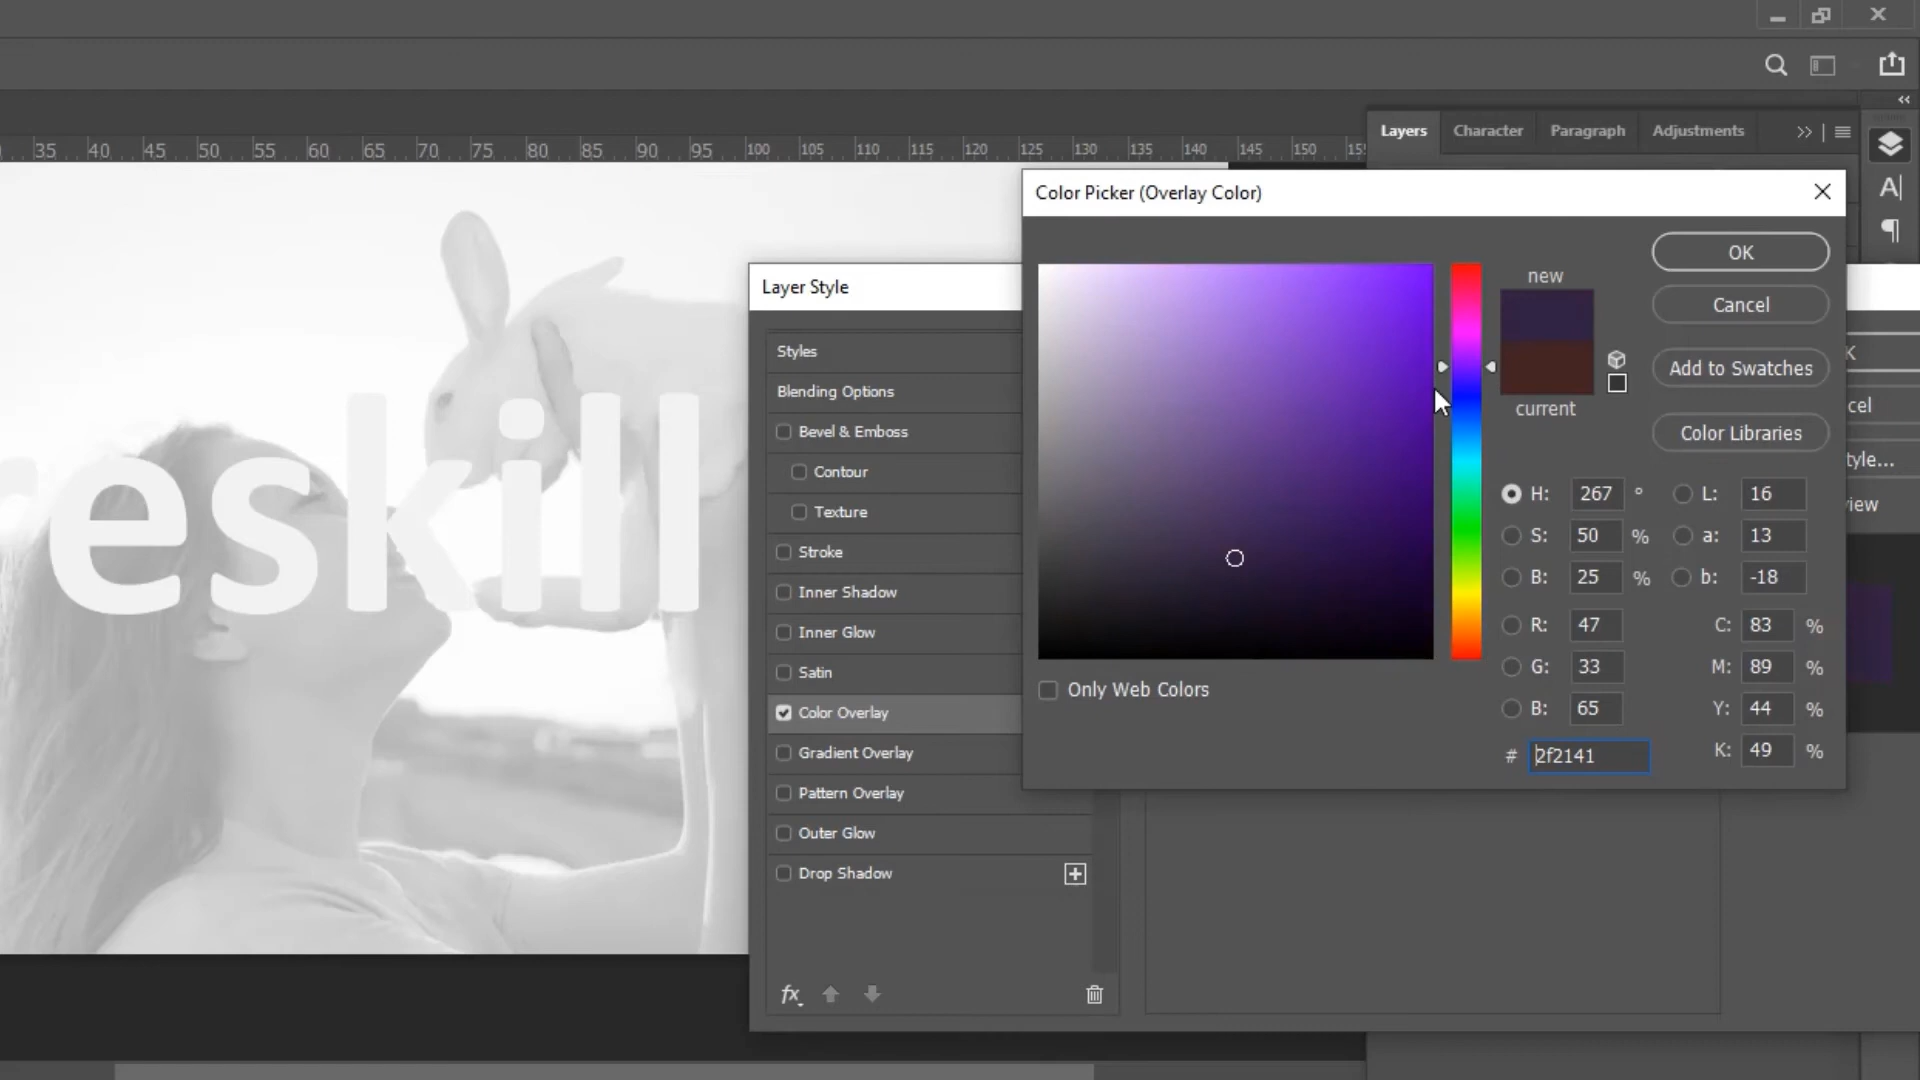 35 40 45 50 55 60 65 70 75 80 85 90 95 100 105 110 115 120 125 130 135 140 145 150
Layers Character Paragraph Adjustments
Color Picker (Overlay Color)
OK
new
Cancel
Add to Swatches
current
Color Libraries
H: 267 ° L: 16
S: 50 % a: 13
B: 25 % b: -18
R: 47 C: 83 %
G: 33 M: 89 %
B: 65 Y: 44 %
# 2f2141 K: 49 %
Only Web Colors
Layer Style
Styles
Blending Options
Bevel & Emboss
Contour
Texture
Stroke
Inner Shadow
Inner Glow
Satin
Color Overlay
Gradient Overlay
Pattern Overlay
Outer Glow
Drop Shadow
fx
eskill
K
cel
tyle...
view